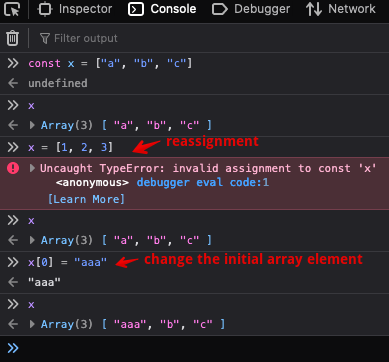 Inspector Console Debugger Network
Filter output
>> const x = ["a", "b", "c"]
undefined
>> x
Array(3) [ "a", "b", "c" ]
>> x = [1, 2, 3] reassignment
Uncaught TypeError: invalid assignment to const 'x'
<anonymous> debugger eval code:1
[Learn More]
>> x
Array(3) [ "a", "b", "c" ]
>> x[0] = "aaa" change the initial array element
"aaa"
>> x
Array(3) [ "aaa", "b", "c" ]
>>